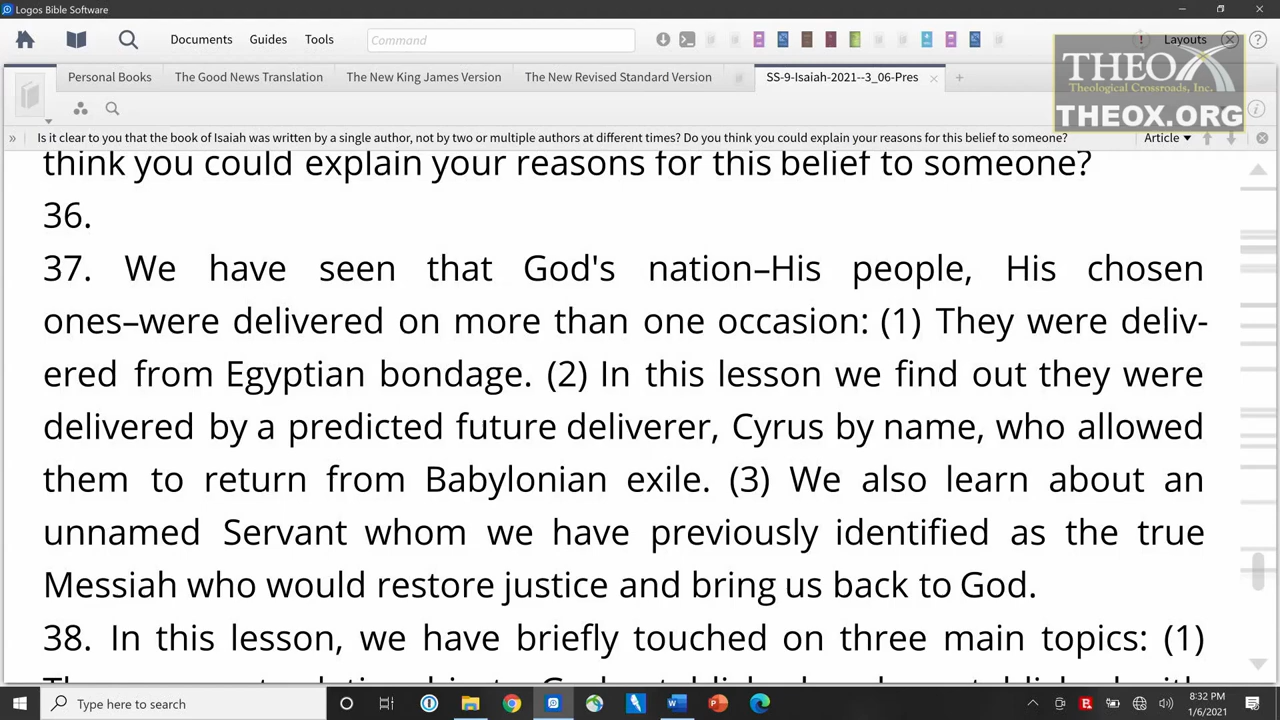 Logos Bible Software
Documents Guides Tools Command Layouts
THEOX
Theological Crossroads, Inc.
THEOX.ORG
Personal Books The Good News Translation The New King James Version The New Revised Standard Version SS-9-Isaiah-2021--3_06-Pres
Is it clear to you that the book of Isaiah was written by a single author, not by two or multiple authors at different times? Do you think you could explain your reasons for this belief to someone? Article
think you could explain your reasons for this belief to someone?
36.
37. We have seen that God's nation–His people, His chosen
ones–were delivered on more than one occasion: (1) They were deliv-
ered from Egyptian bondage. (2) In this lesson we find out they were
delivered by a predicted future deliverer, Cyrus by name, who allowed
them to return from Babylonian exile. (3) We also learn about an
unnamed Servant whom we have previously identified as the true
Messiah who would restore justice and bring us back to God.
38. In this lesson, we have briefly touched on three main topics: (1)
Type here to search
8:32 PM
1/6/2021